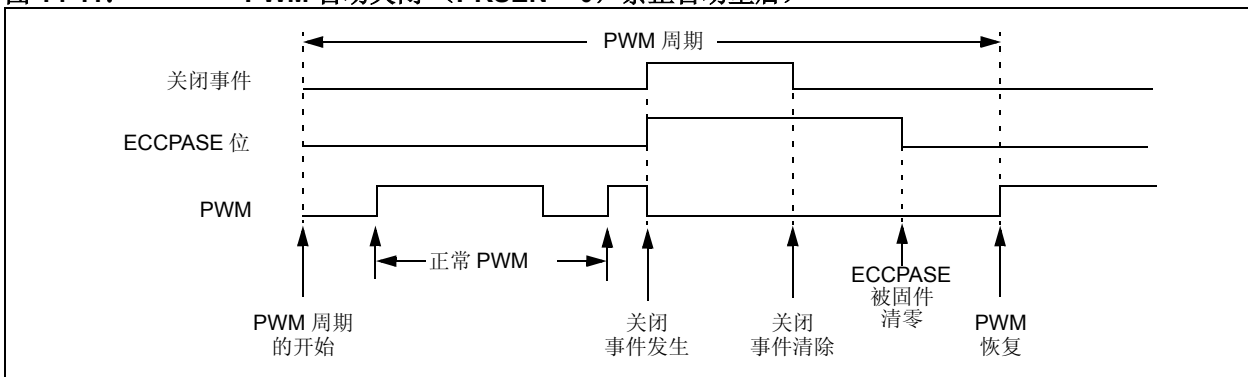 图 PWM 自动关闭（PRSEN = 0，禁止自动重启）
PWM 周期
关闭事件
ECCPASE 位
PWM
正常 PWM
PWM 周期
的开始
关闭
事件发生
关闭
事件清除
ECCPASE
被固件
清零
PWM
恢复